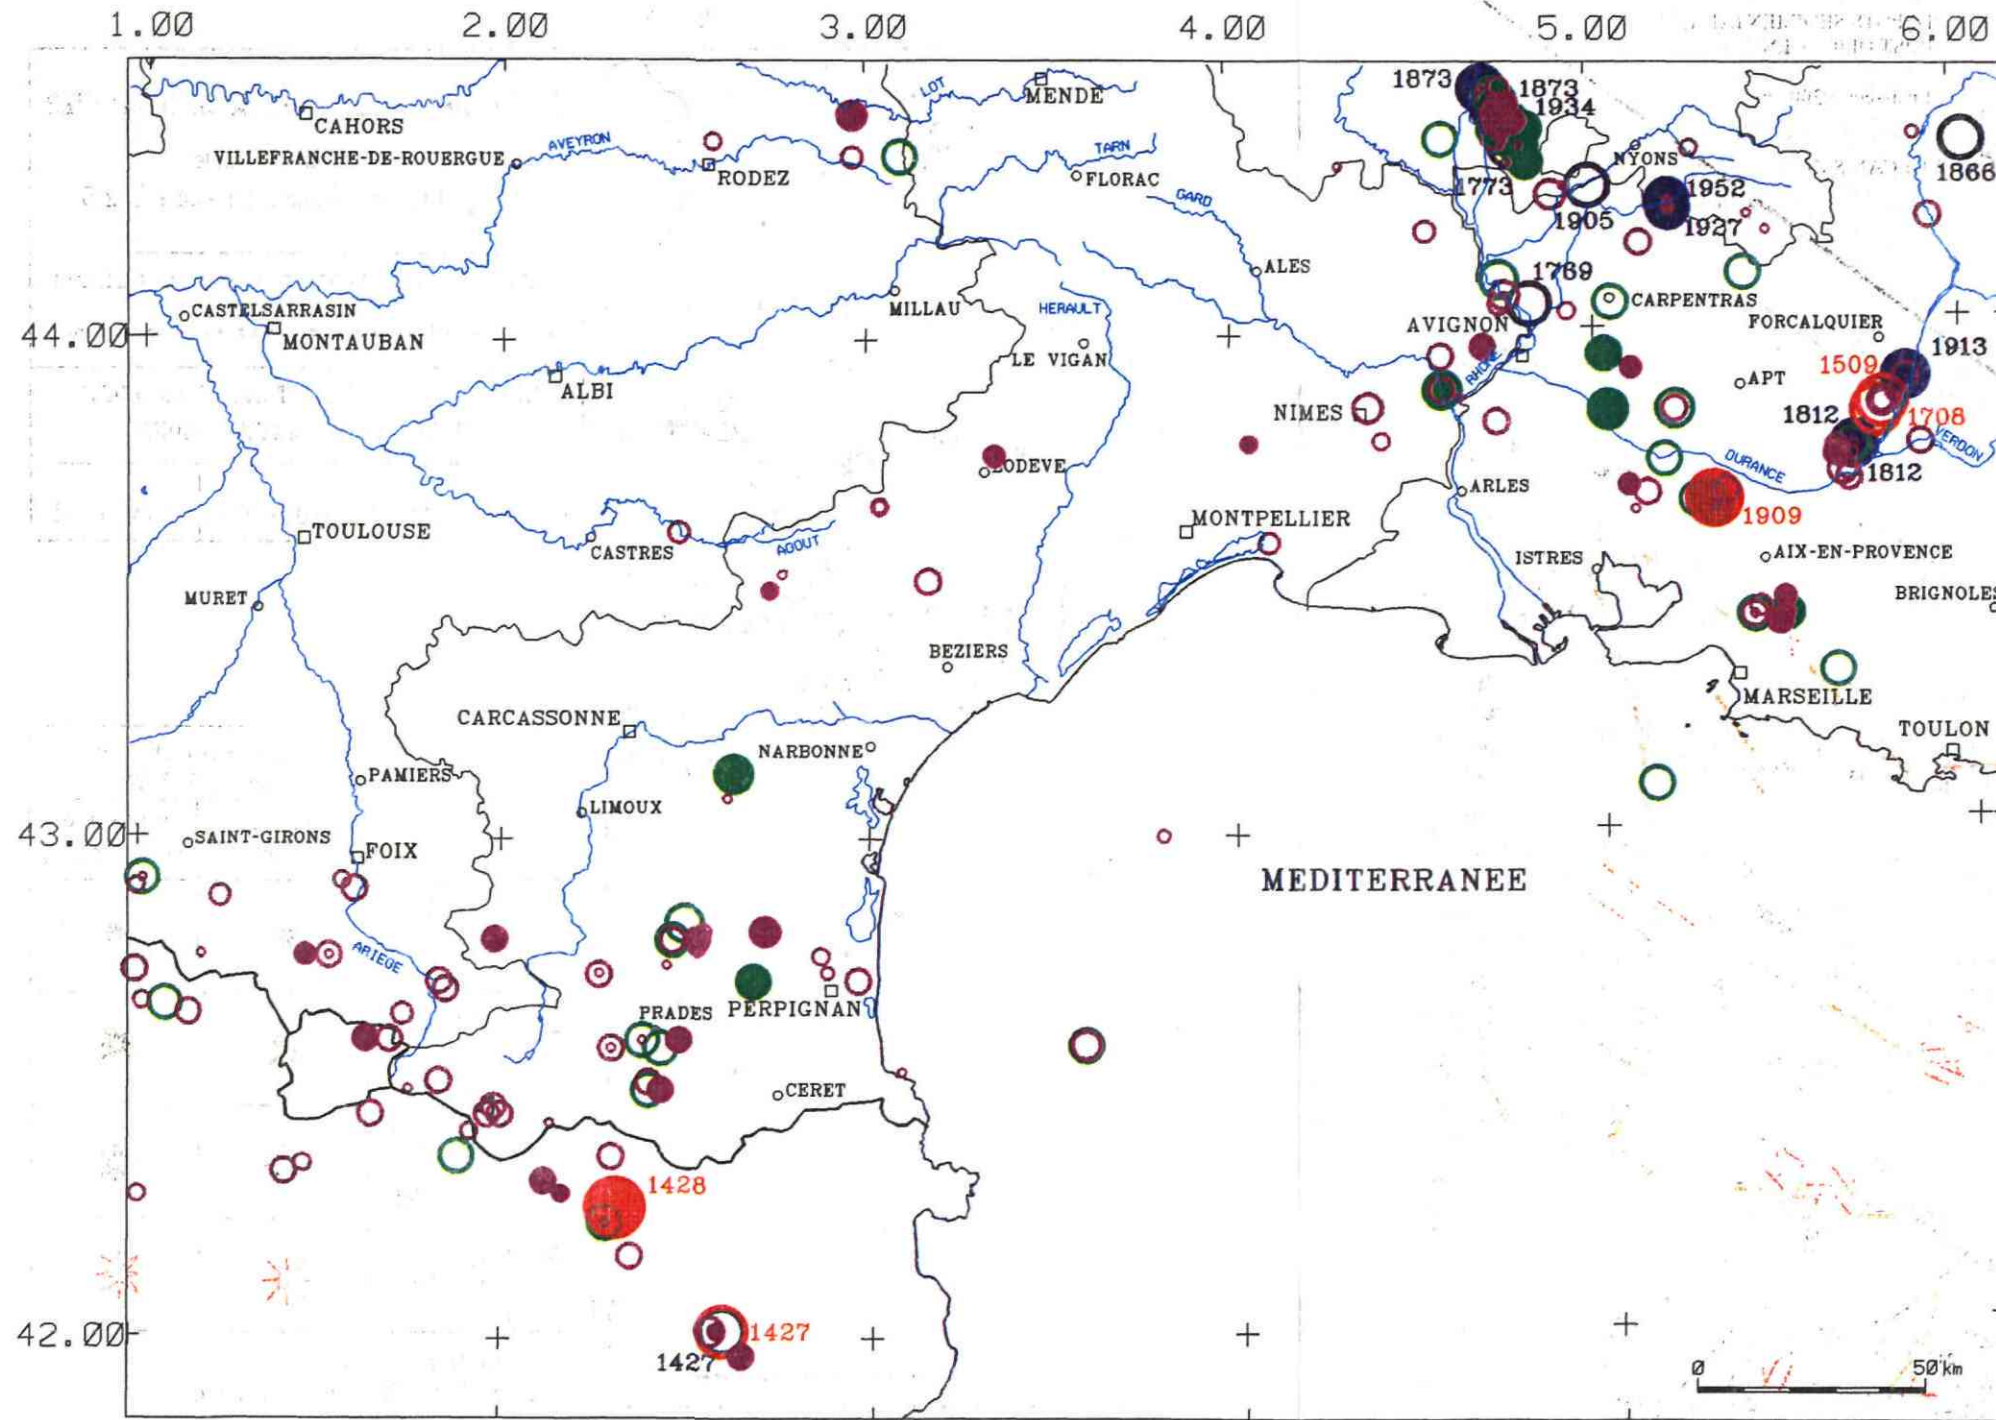 1.00 2.00 3.00 4.00 5.00 6.00
1873
1873
1934
MENDE
LOT
CAHORS
VILLEFRANCHE-DE-ROUERGUE
AVEYRON
RODEZ
TARN
FLORAC
NYONS
1866
1773
1905
1952
1927
GARD
ALES
1769
CARPENTRAS
CASTELSARRASIN
MILLAU
HERAULT
MONTAUBAN
44.00
AVIGNON
FORCALQUIER
1913
LE VIGAN
RHONE
1509
ALBI
APT
NIMES
1812
1708
VERDON
LODEVE
DURANCE
1812
ARLES
1909
TOULOUSE
MONTPELLIER
CASTRES
AGOUT
ISTRES
AIX-EN-PROVENCE
MURET
BRIGNOLES
BEZIERS
MARSEILLE
CARCASSONNE
NARBONNE
TOULON
PAMIERS
LIMOUX
43.00
SAINT-GIRONS
FOIX
MEDITERRANEE
ARIEGE
PRADES
PERPIGNAN
CERET
1428
42.00
1427
1427
0 50 km